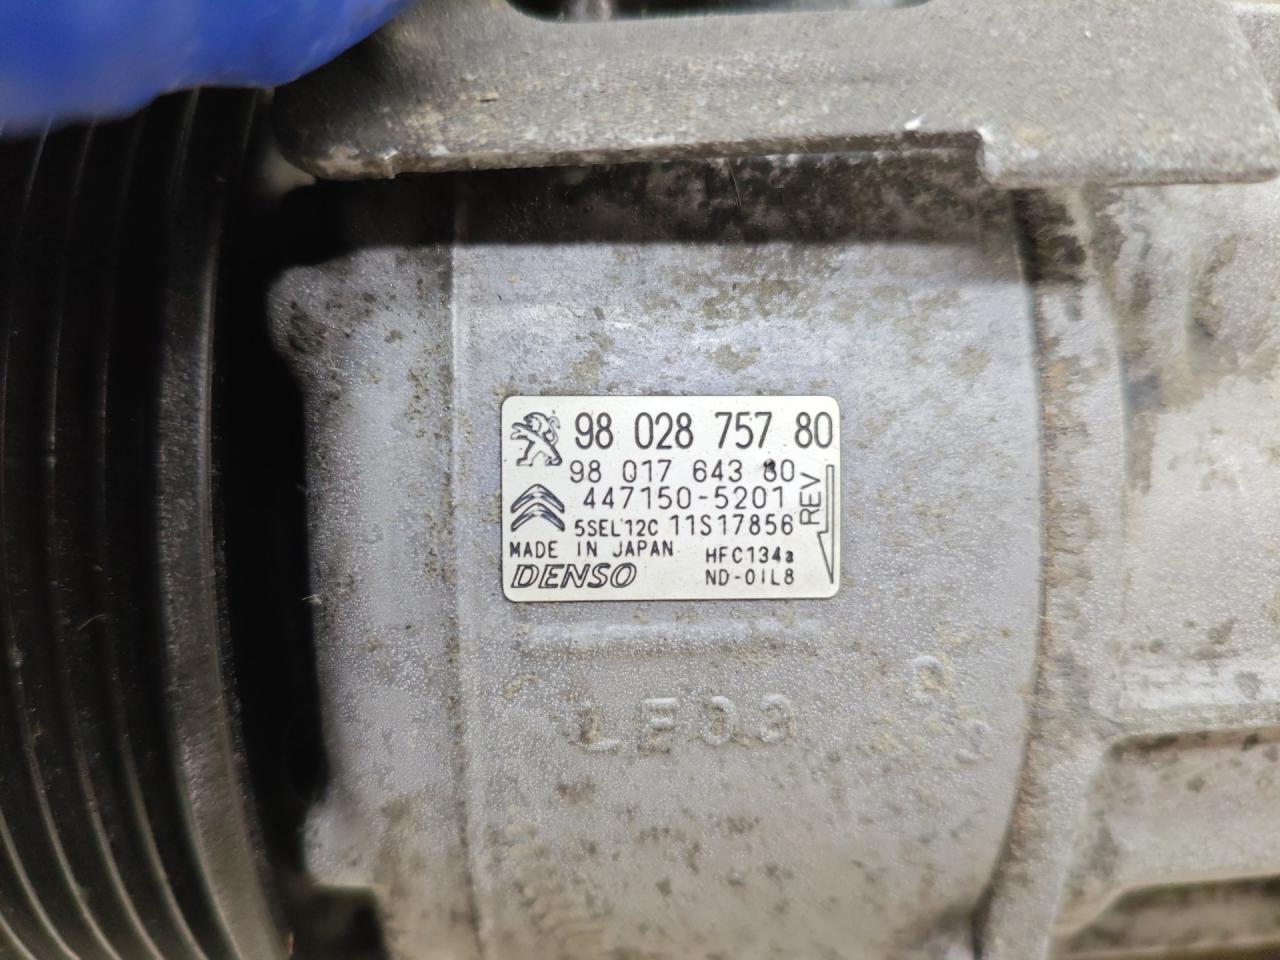 98 028 757 80
98 017 643 80
447150-5201
5SEL12C 11S17856
REV
MADE IN JAPAN HFC134a
DENSO ND-OIL8
LE03